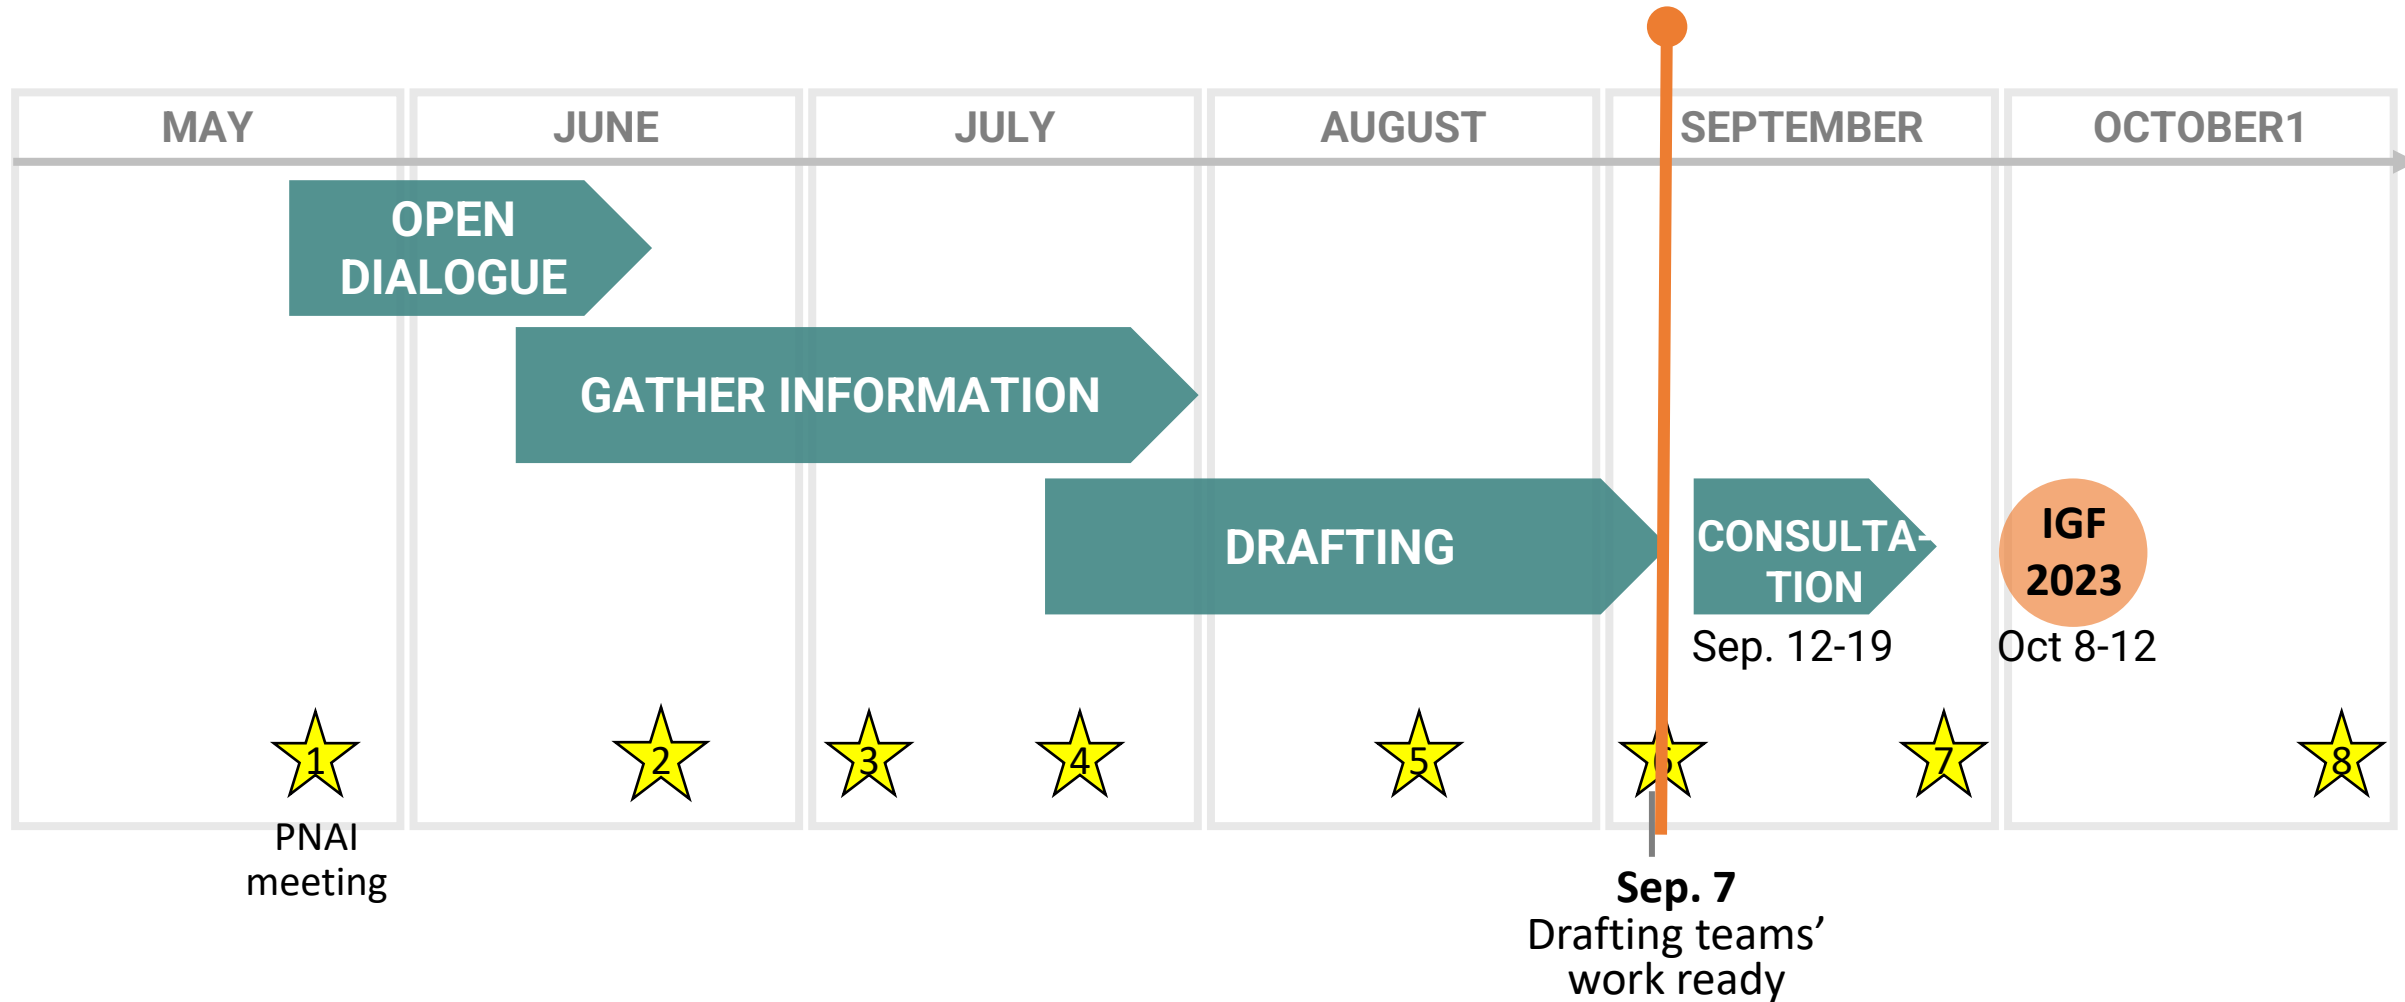 MAY
JUNE
JULY
AUGUST
SEPTEMBER
OCTOBER1
OPEN
DIALOGUE
GATHER INFORMATION
DRAFTING
CONSULTA-
TION
Sep. 12-19
IGF
2023
Oct 8-12
1
2
3
4
5
6
7
8
PNAI
meeting
Sep. 7
Drafting teams’
work ready